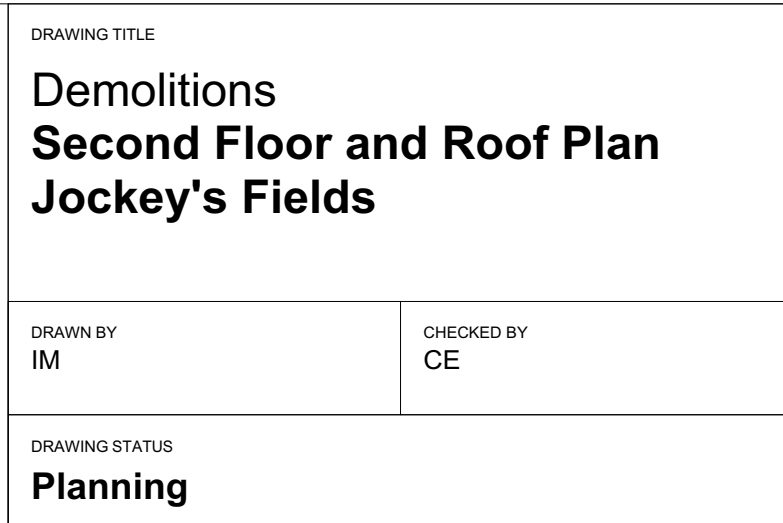 DRAWING TITLE
Demolitions
Second Floor and Roof Plan
Jockey's Fields
DRAWN BY
IM
CHECKED BY
CE
DRAWING STATUS
Planning